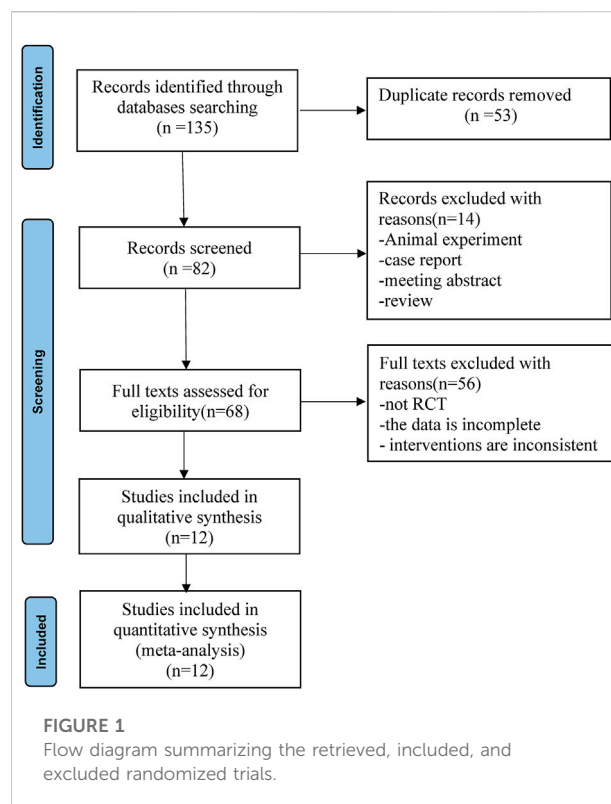 Identification
Records identified through
databases searching
(n =135)
Duplicate records removed
(n =53)
Screening
Records screened
(n =82)
Records excluded with
reasons(n=14)
-Animal experiment
-case report
-meeting abstract
-review
Full texts assessed for
eligibility(n=68)
Full texts excluded with
reasons(n=56)
-not RCT
-the data is incomplete
- interventions are inconsistent
Studies included in
qualitative synthesis
(n=12)
Included
Studies included in
quantitative synthesis
(meta-analysis)
(n=12)
FIGURE 1
Flow diagram summarizing the retrieved, included, and
excluded randomized trials.